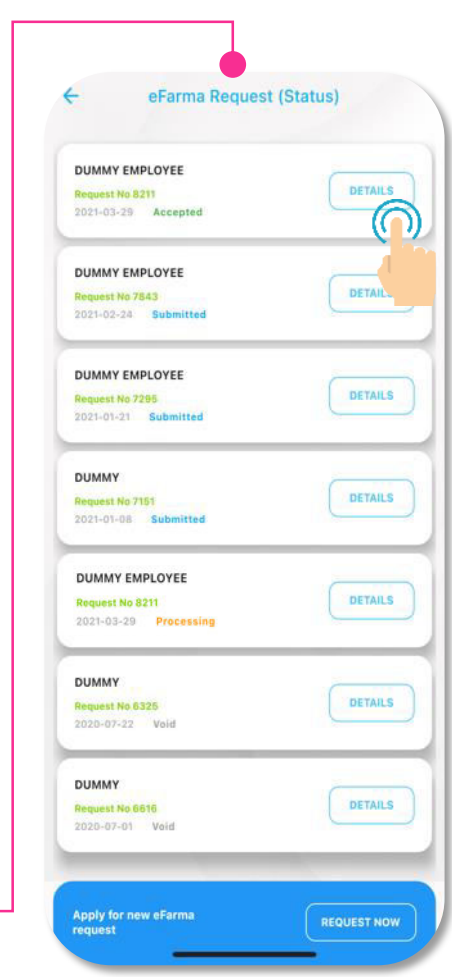 eFarma Request (Status)
DUMMY EMPLOYEE
Request No 8211
2021-03-29 Accepted
DETAILS
DUMMY EMPLOYEE
Request No 7843
2021-02-24 Submitted
DETAILS
DUMMY EMPLOYEE
Request No 7295
2021-01-21 Submitted
DETAILS
DUMMY
Request No 7151
2021-01-08 Submitted
DETAILS
DUMMY EMPLOYEE
Request No 8211
2021-03-29 Processing
DETAILS
DUMMY
Request No 6325
2020-07-22 Void
DETAILS
DUMMY
Request No 6616
2020-07-01 Void
DETAILS
Apply for new eFarma
request
REQUEST NOW